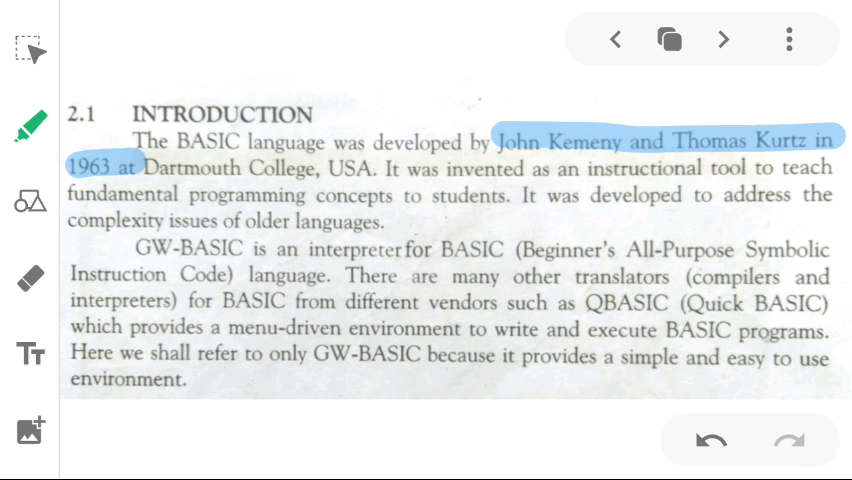 2.1 INTRODUCTION
The BASIC language was developed by John Kemeny and Thomas Kurtz in
1963 at Dartmouth College, USA. It was invented as an instructional tool to teach
fundamental programming concepts to students. It was developed to address the
complexity issues of older languages.
GW-BASIC is an interpreter for BASIC (Beginner's All-Purpose Symbolic
Instruction Code) language. There are many other translators (compilers and
interpreters) for BASIC from different vendors such as QBASIC (Quick BASIC)
which provides a menu-driven environment to write and execute BASIC programs.
Here we shall refer to only GW-BASIC because it provides a simple and easy to use
environment.
TT